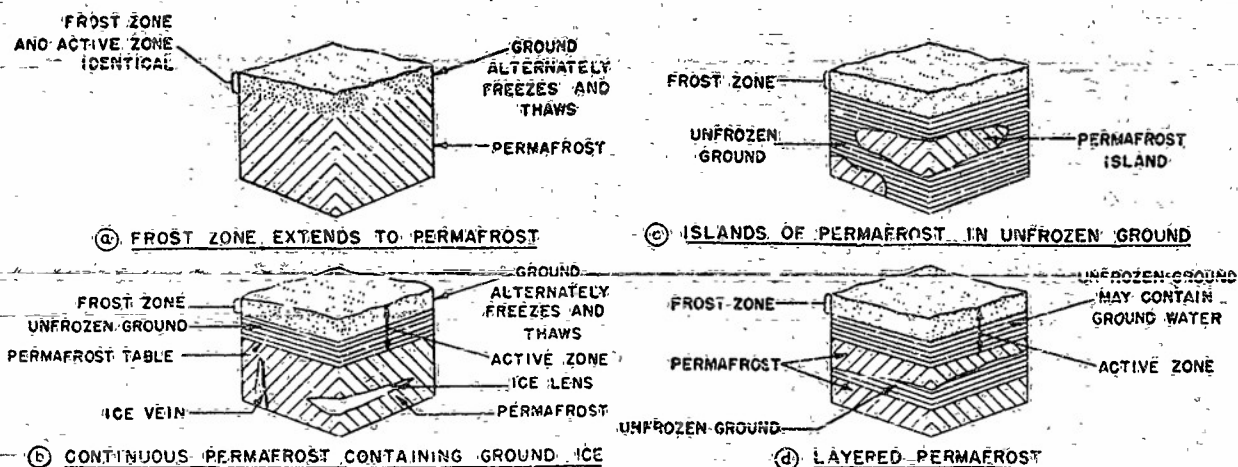 FROST ZONE
AND ACTIVE ZONE
IDENTICAL
GROUND
ALTERNATELY
FREEZES AND
THAWS
PERMAFROST
ⓐ FROST ZONE EXTENDS TO PERMAFROST
FROST ZONE
UNFROZEN
GROUND
PERMAFROST
ISLAND
ⓒ ISLANDS OF PERMAFROST IN UNFROZEN GROUND
FROST ZONE
UNFROZEN GROUND
PERMAFROST TABLE
ICE VEIN
GROUND
ALTERNATELY
FREEZES AND
THAWS
ACTIVE ZONE
ICE LENS
PERMAFROST
ⓑ CONTINUOUS PERMAFROST CONTAINING GROUND ICE
FROST ZONE
PERMAFROST
UNFROZEN GROUND
UNFROZEN GROUND
MAY CONTAIN
GROUND WATER
ACTIVE ZONE
ⓓ LAYERED PERMAFROST